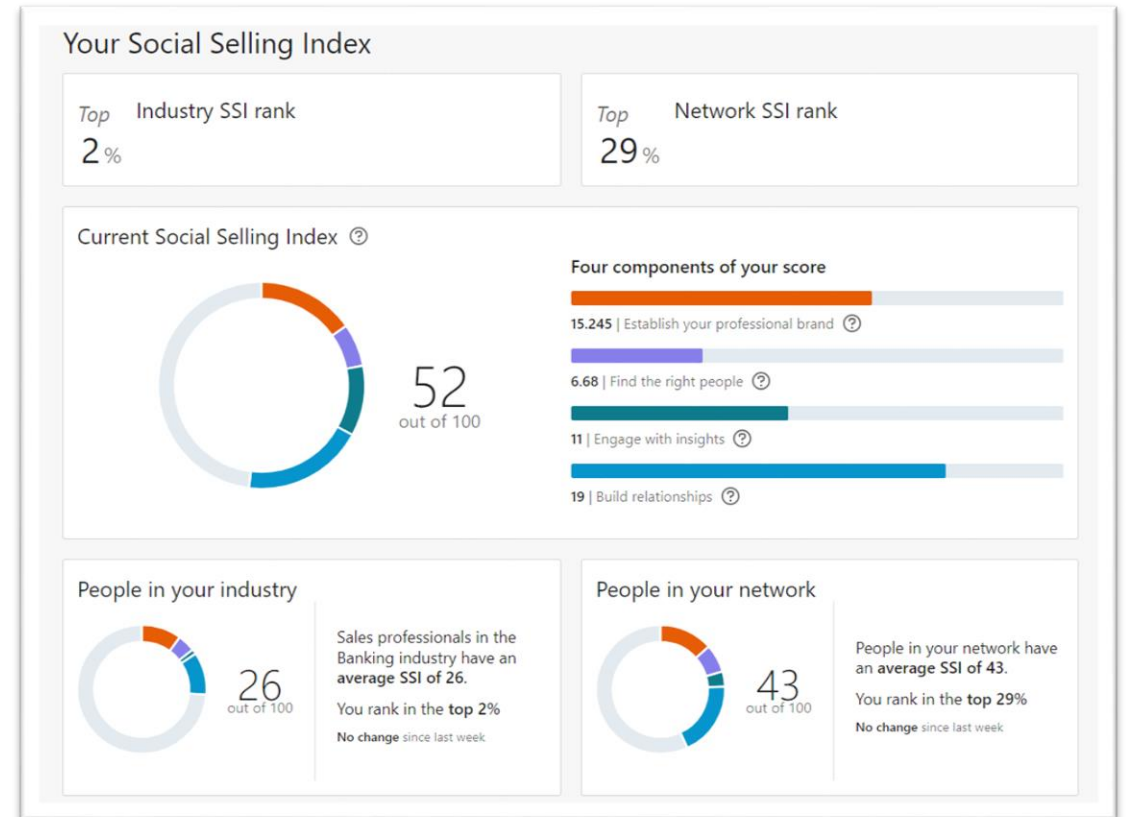 Your Social Selling Index
Top Industry SSI rank
2 %
Top Network SSI rank
29 %
Current Social Selling Index ?
52
out of 100
Four components of your score
15.245 | Establish your professional brand ?
6.68 | Find the right people ?
11 | Engage with insights ?
19 | Build relationships ?
People in your industry
26
out of 100
Sales professionals in the
Banking industry have an
average SSI of 26.
You rank in the top 2%
No change since last week
People in your network
43
out of 100
People in your network have
an average SSI of 43.
You rank in the top 29%
No change since last week